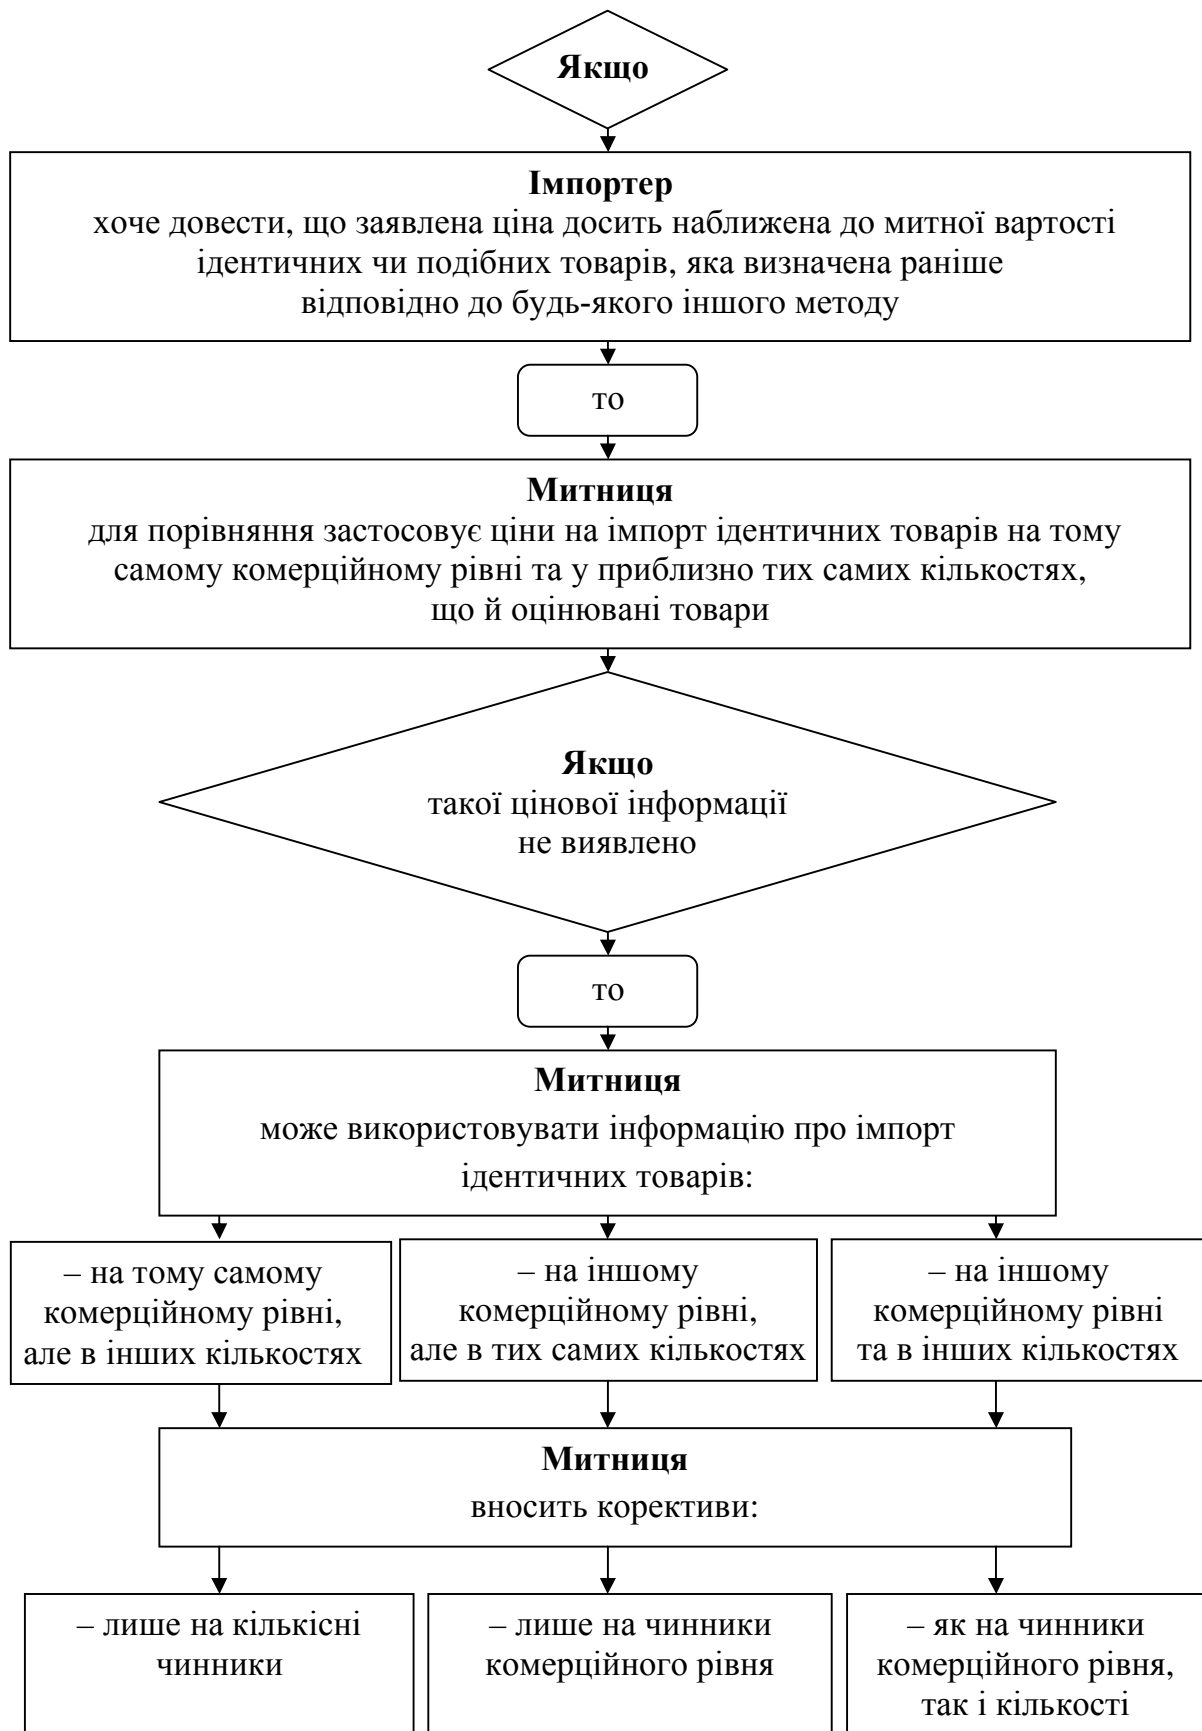 Якщо
Імпортер
хоче довести, що заявлена ціна досить наближена до митної вартості
ідентичних чи подібних товарів, яка визначена раніше
відповідно до будь-якого іншого методу
то
Митниця
для порівняння застосовує ціни на імпорт ідентичних товарів на тому
самому комерційному рівні та у приблизно тих самих кількостях,
що й оцінювані товари
Якщо
такої цінової інформації
не виявлено
то
Митниця
може використовувати інформацію про імпорт
ідентичних товарів:
– на тому самому
комерційному рівні,
але в інших кількостях
– на іншому
комерційному рівні,
але в тих самих кількостях
– на іншому
комерційному рівні
та в інших кількостях
Митниця
вносить корективи:
– лише на кількісні
чинники
– лише на чинники
комерційного рівня
– як на чинники
комерційного рівня,
так і кількості